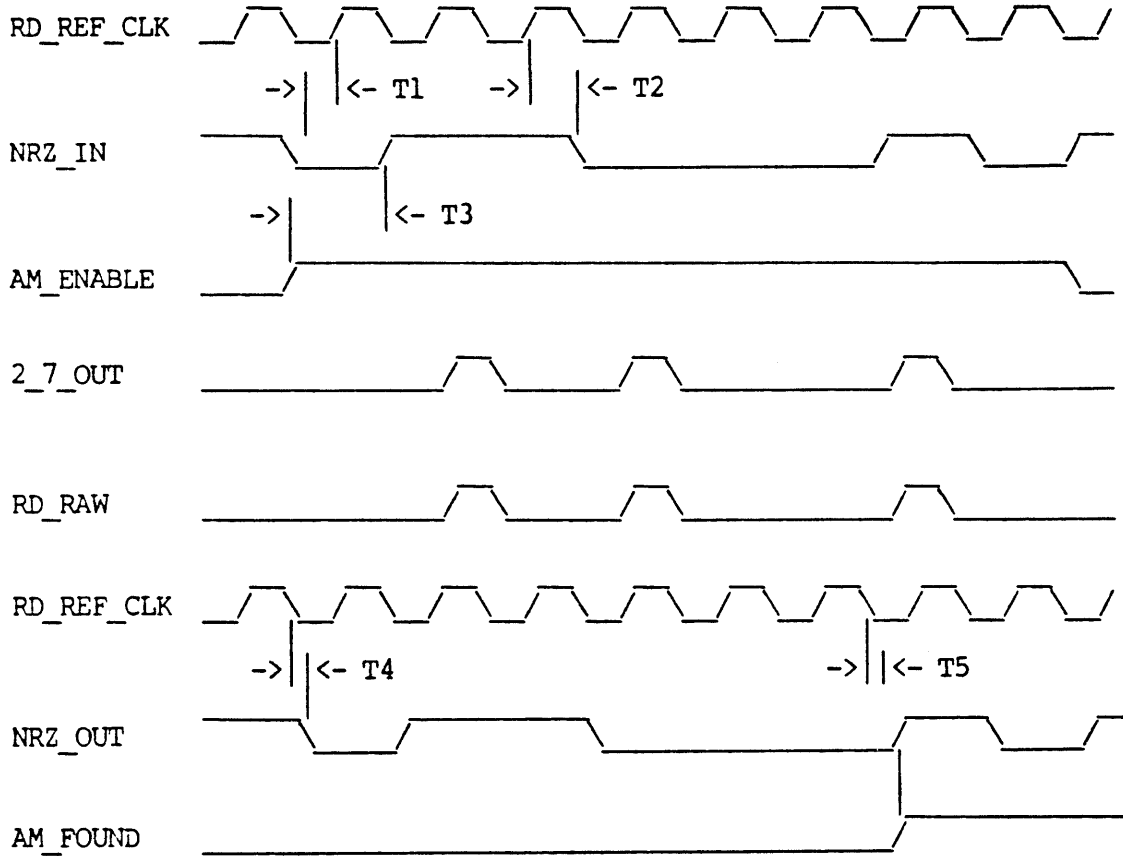 RD_REF_CLK
-> <- T1 -> <- T2
NRZ_IN
-> <- T3
AM_ENABLE
2_7_OUT
RD_RAW
RD_REF_CLK
-> <- T4 -> <- T5
NRZ_OUT
AM_FOUND